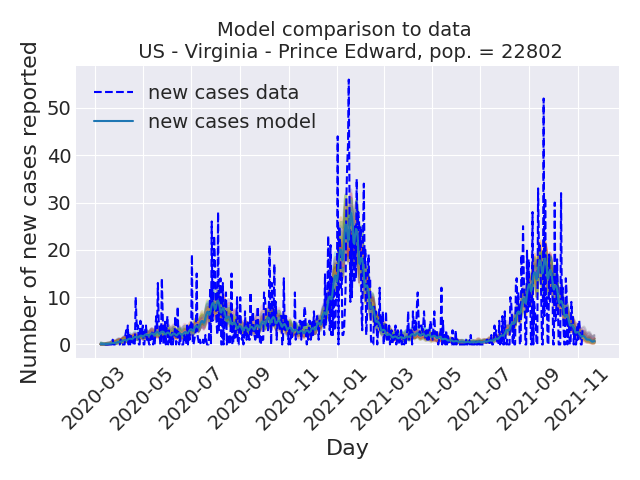 Model comparison to data
US - Virginia - Prince Edward, pop. = 22802
new cases data
new cases model
Number of new cases reported
50
40
30
20
10
0
2020-03
2020-05
2020-07
2020-09
2020-11
2021-01
2021-03
2021-05
2021-07
2021-09
2021-11
Day